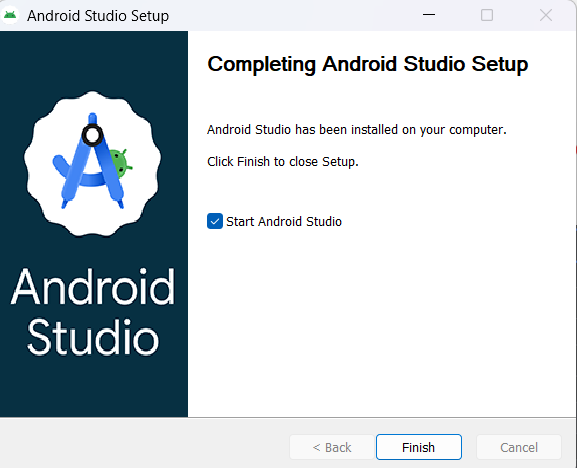 Android Studio Setup
Completing Android Studio Setup
Android Studio has been installed on your computer.
Click Finish to close Setup.
Start Android Studio
Android
Studio
< Back
Finish
Cancel